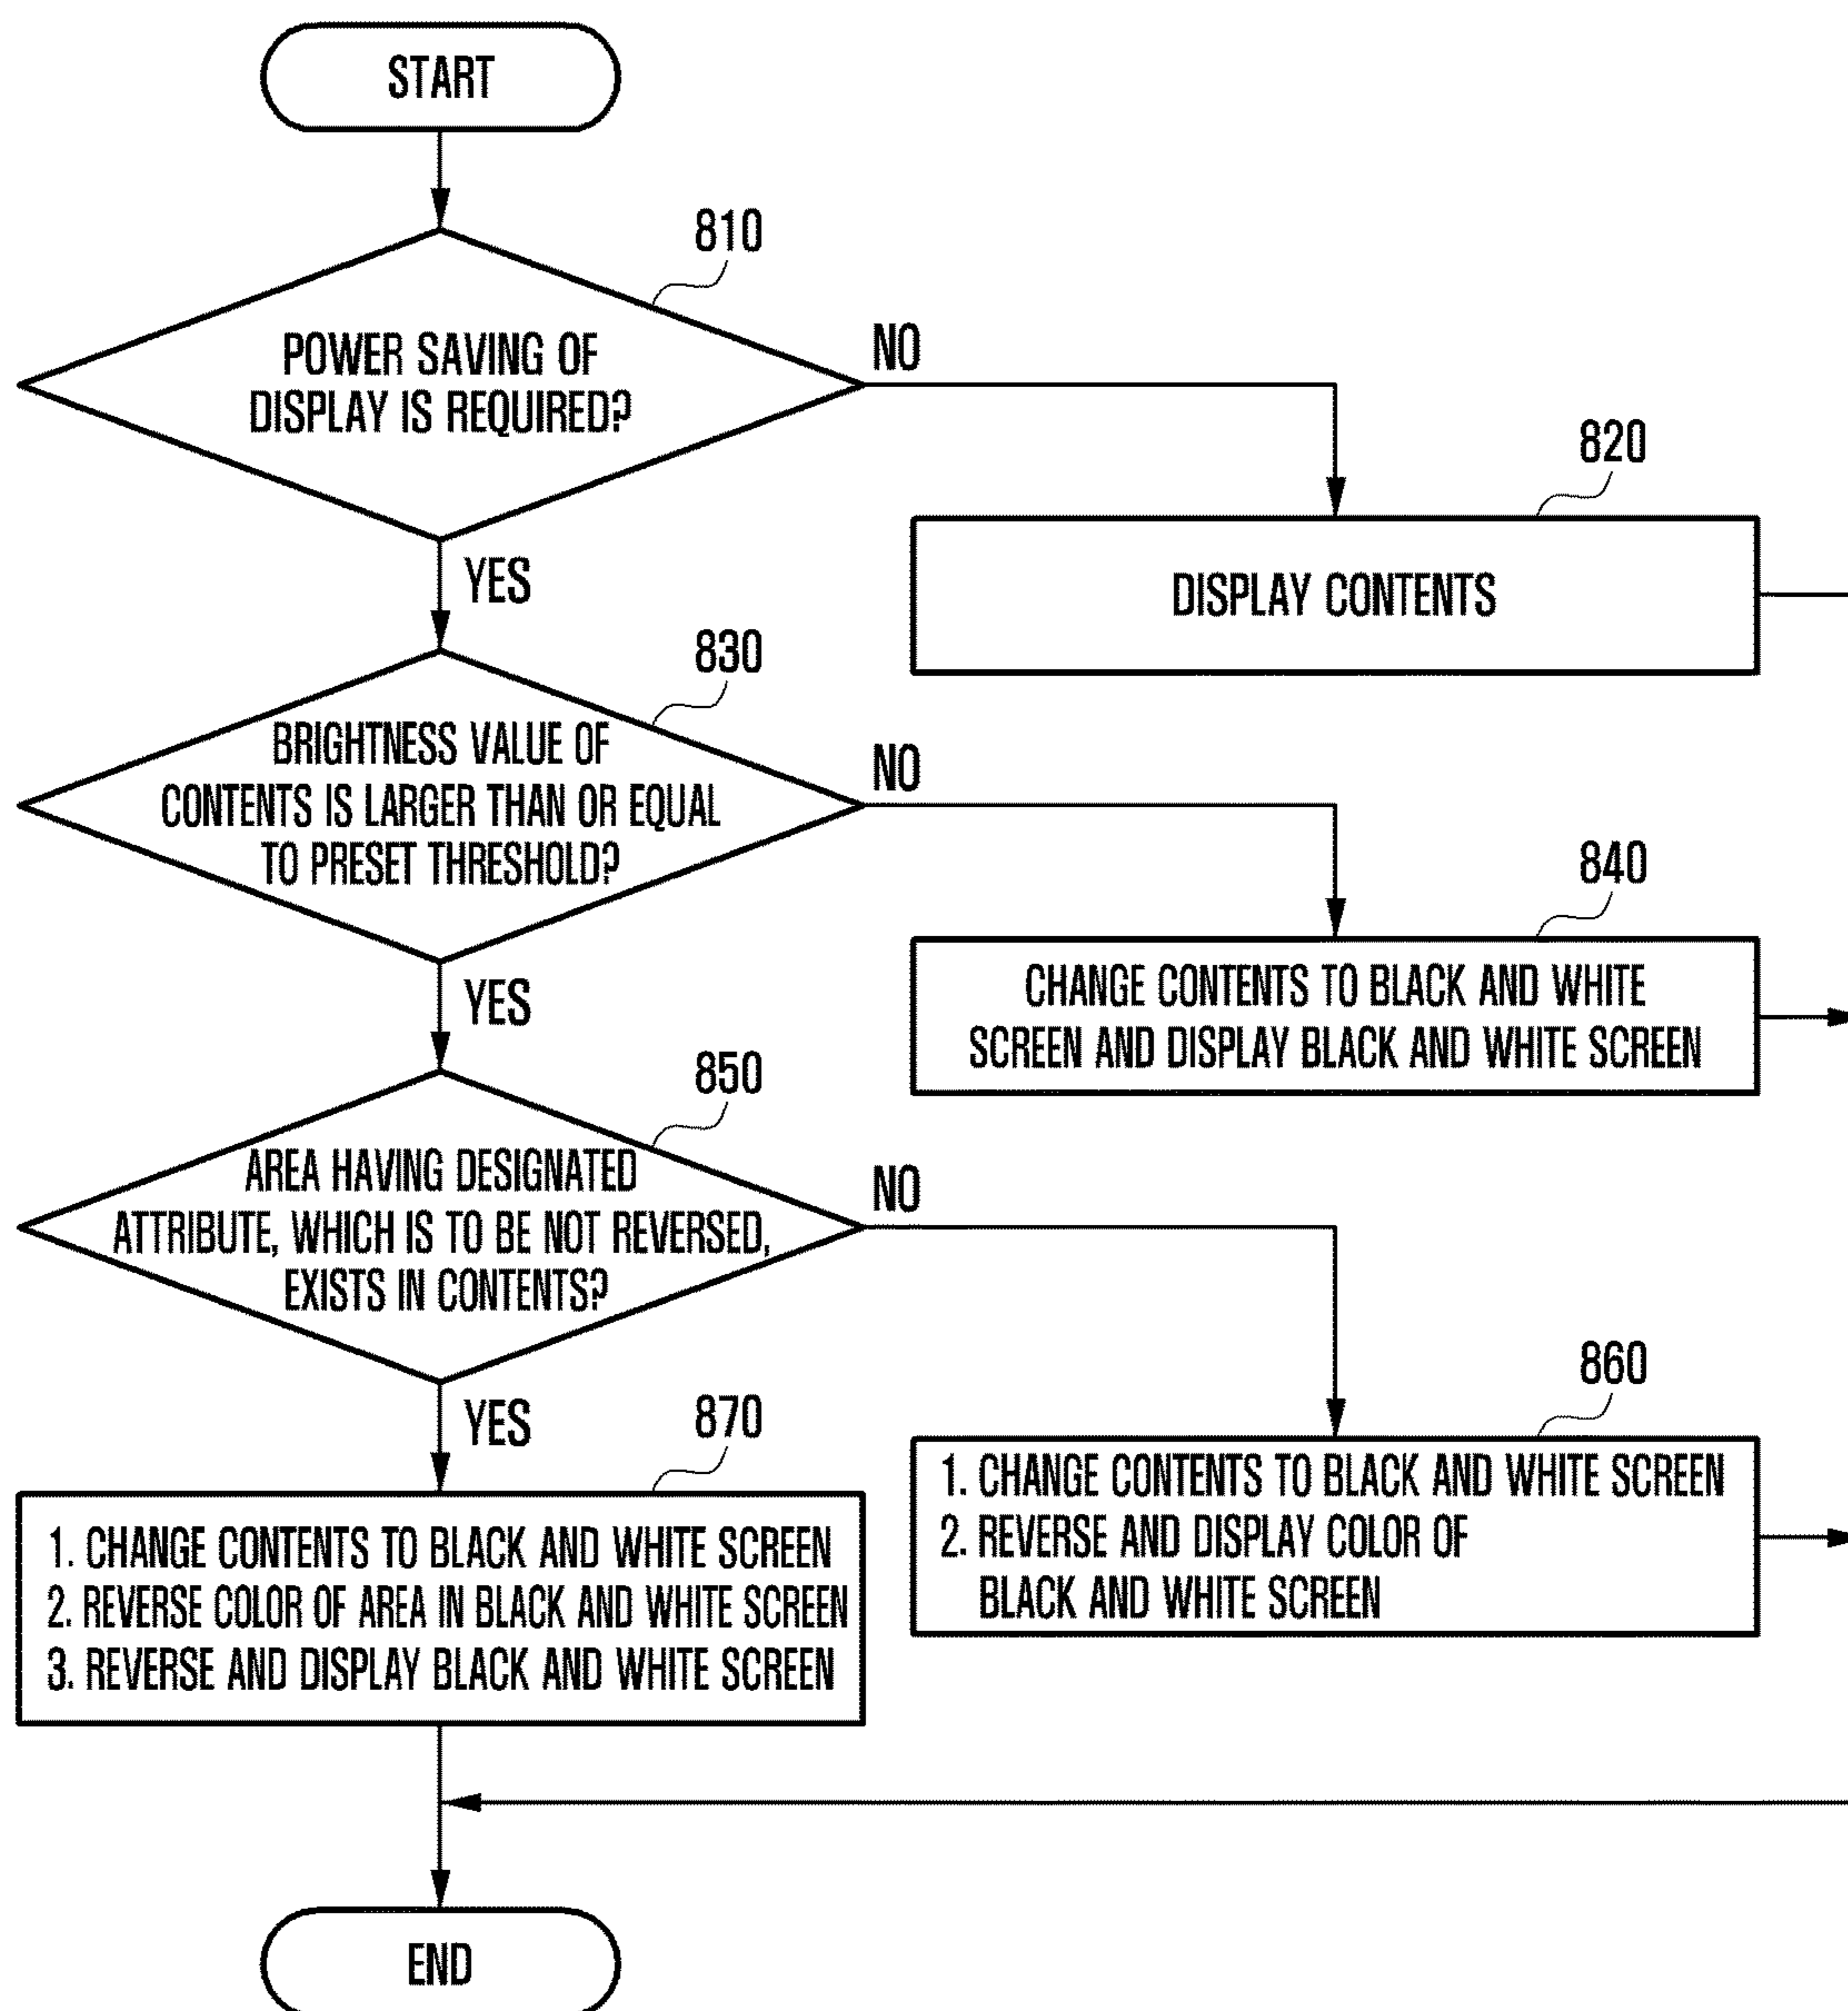 START
810
POWER SAVING OF
DISPLAY IS REQUIRED?
NO
820
DISPLAY CONTENTS
YES
830
BRIGHTNESS VALUE OF
CONTENTS IS LARGER THAN OR EQUAL
TO PRESET THRESHOLD?
NO
840
CHANGE CONTENTS TO BLACK AND WHITE
SCREEN AND DISPLAY BLACK AND WHITE SCREEN
YES
850
AREA HAVING DESIGNATED
ATTRIBUTE, WHICH IS TO BE NOT REVERSED,
EXISTS IN CONTENTS?
NO
860
1. CHANGE CONTENTS TO BLACK AND WHITE SCREEN
2. REVERSE AND DISPLAY COLOR OF
BLACK AND WHITE SCREEN
YES
870
1. CHANGE CONTENTS TO BLACK AND WHITE SCREEN
2. REVERSE COLOR OF AREA IN BLACK AND WHITE SCREEN
3. REVERSE AND DISPLAY BLACK AND WHITE SCREEN
END